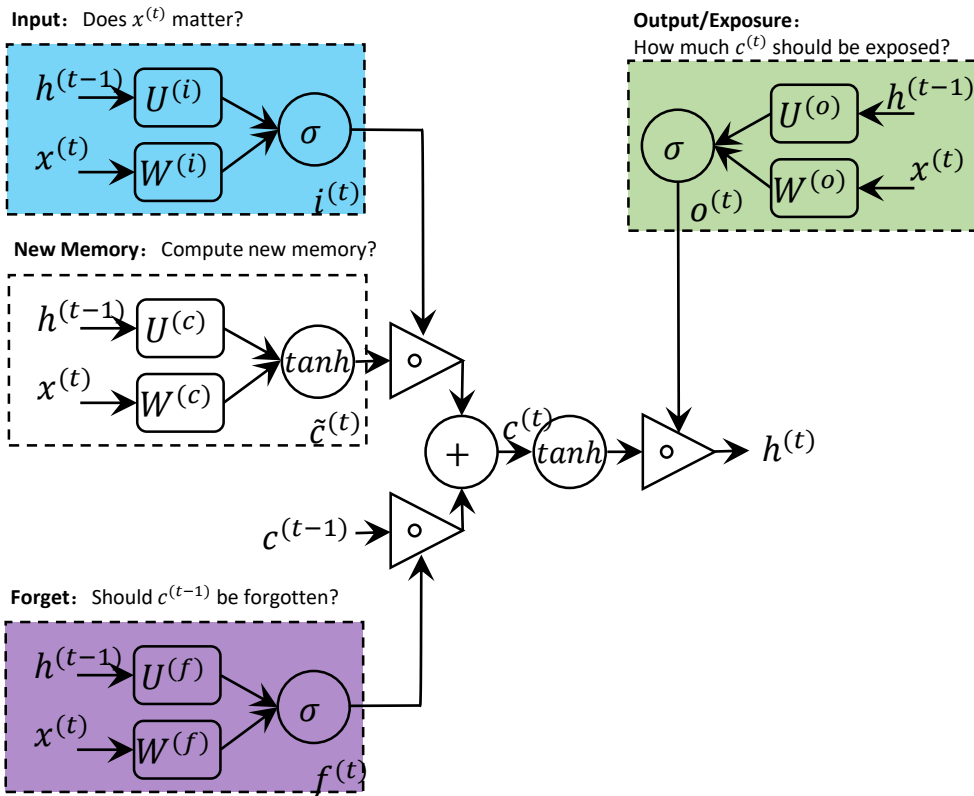 Input： Does x^(t) matter?
h^(t−1)
U^(i)
x^(t)
W^(i)
σ
i^(t)
Output/Exposure：
How much c^(t) should be exposed?
σ
U^(o)
h^(t−1)
W^(o)
x^(t)
o^(t)
New Memory： Compute new memory?
h^(t−1)
U^(c)
x^(t)
W^(c)
tanh
c̃^(t)
∘
+
c^(t)
tanh
∘
h^(t)
c^(t−1)
∘
Forget： Should c^(t−1) be forgotten?
h^(t−1)
U^(f)
x^(t)
W^(f)
σ
f^(t)